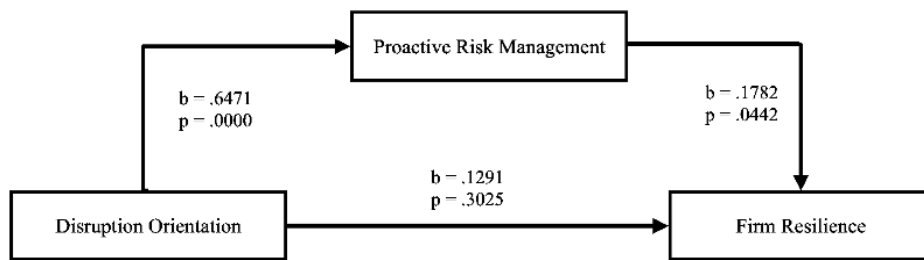 Proactive Risk Management
b = .6471
p = .0000
b = .1782
p = .0442
b = .1291
p = .3025
Disruption Orientation
Firm Resilience